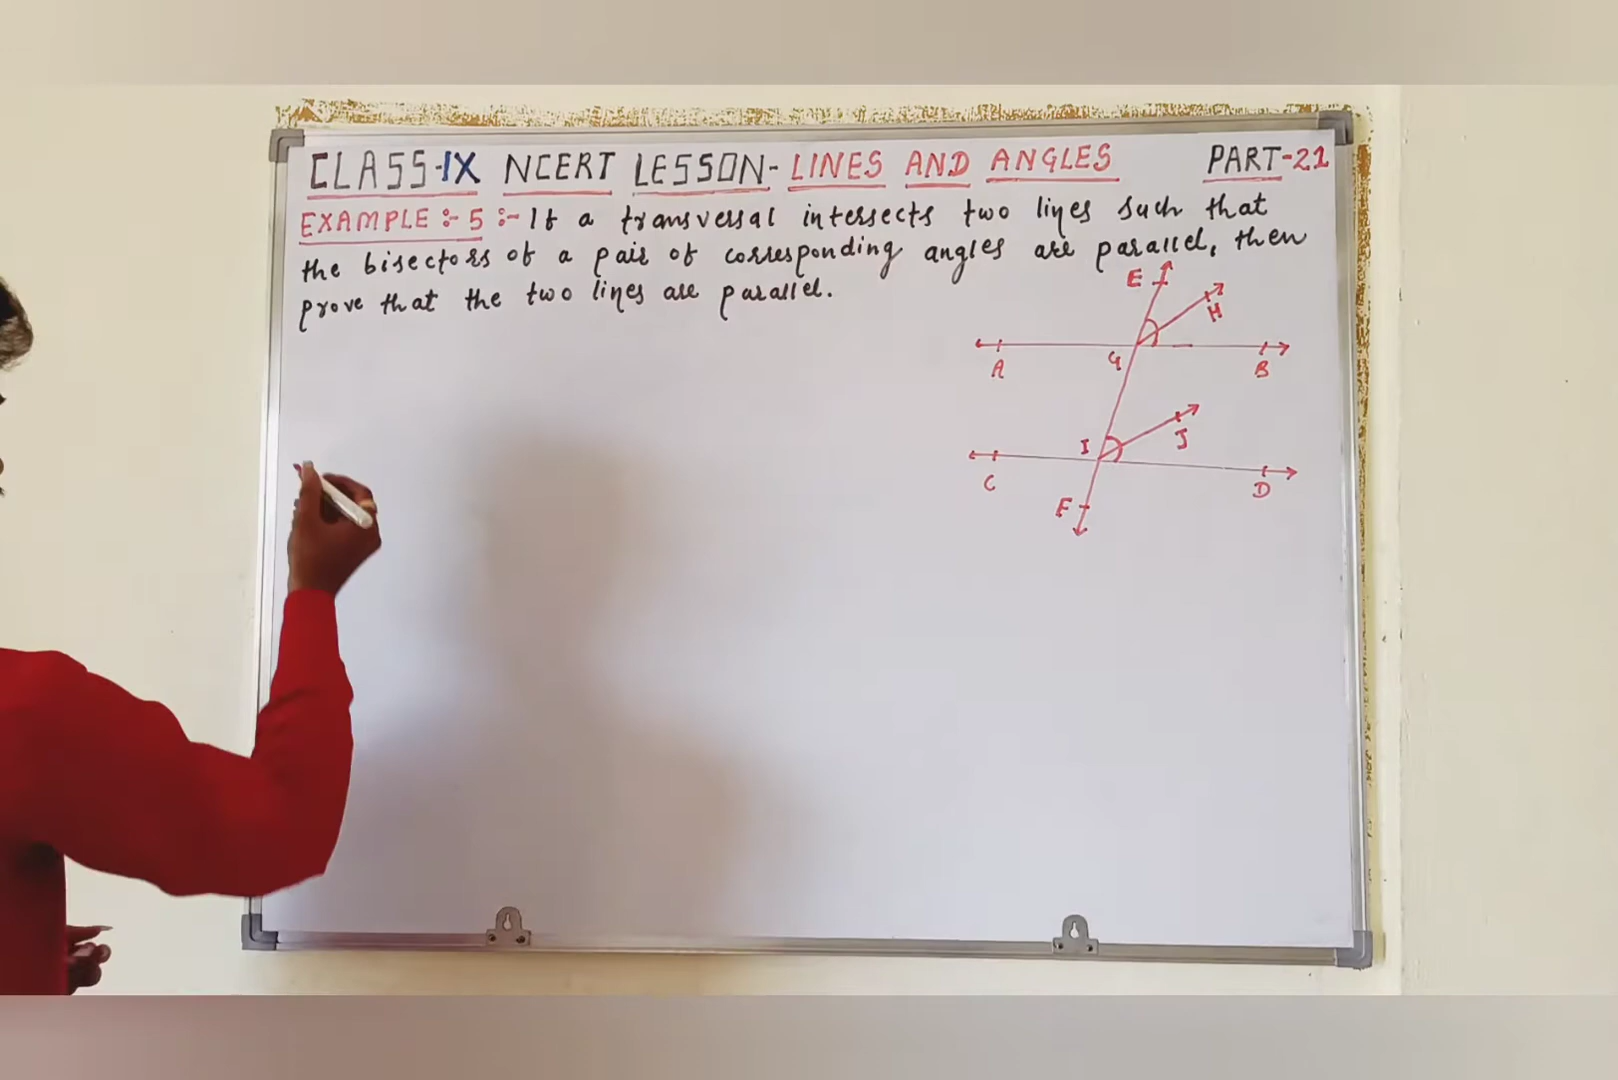 CLASS-IX NCERT LESSON- LINES AND ANGLES PART-21
EXAMPLE :- 5 :- If a transversal intersects two lines such that
the bisectors of a pair of corresponding angles are parallel, then
prove that the two lines are parallel.
E
H
A
G
B
I
J
C
D
F